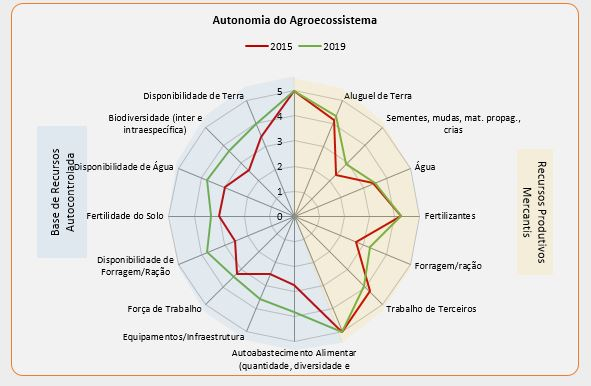 Autonomia do Agroecossistema
2015 2019
Disponibilidade de Terra
Biodiversidade (inter e
intraespecífica)
Disponibilidade de Água
Fertilidade do Solo
Disponibilidade de
Forragem/Ração
Força de Trabalho
Equipamentos/Infraestrutura
Autoabastecimento Alimentar
(quantidade, diversidade e
5
4
3
2
1
0
Aluguel de Terra
Sementes, mudas, mat. propag.,
crias
Água
Fertilizantes
Forragem/ração
Trabalho de Terceiros
Base de Recursos
Autocontrolada
Recursos Produtivos
Mercantis